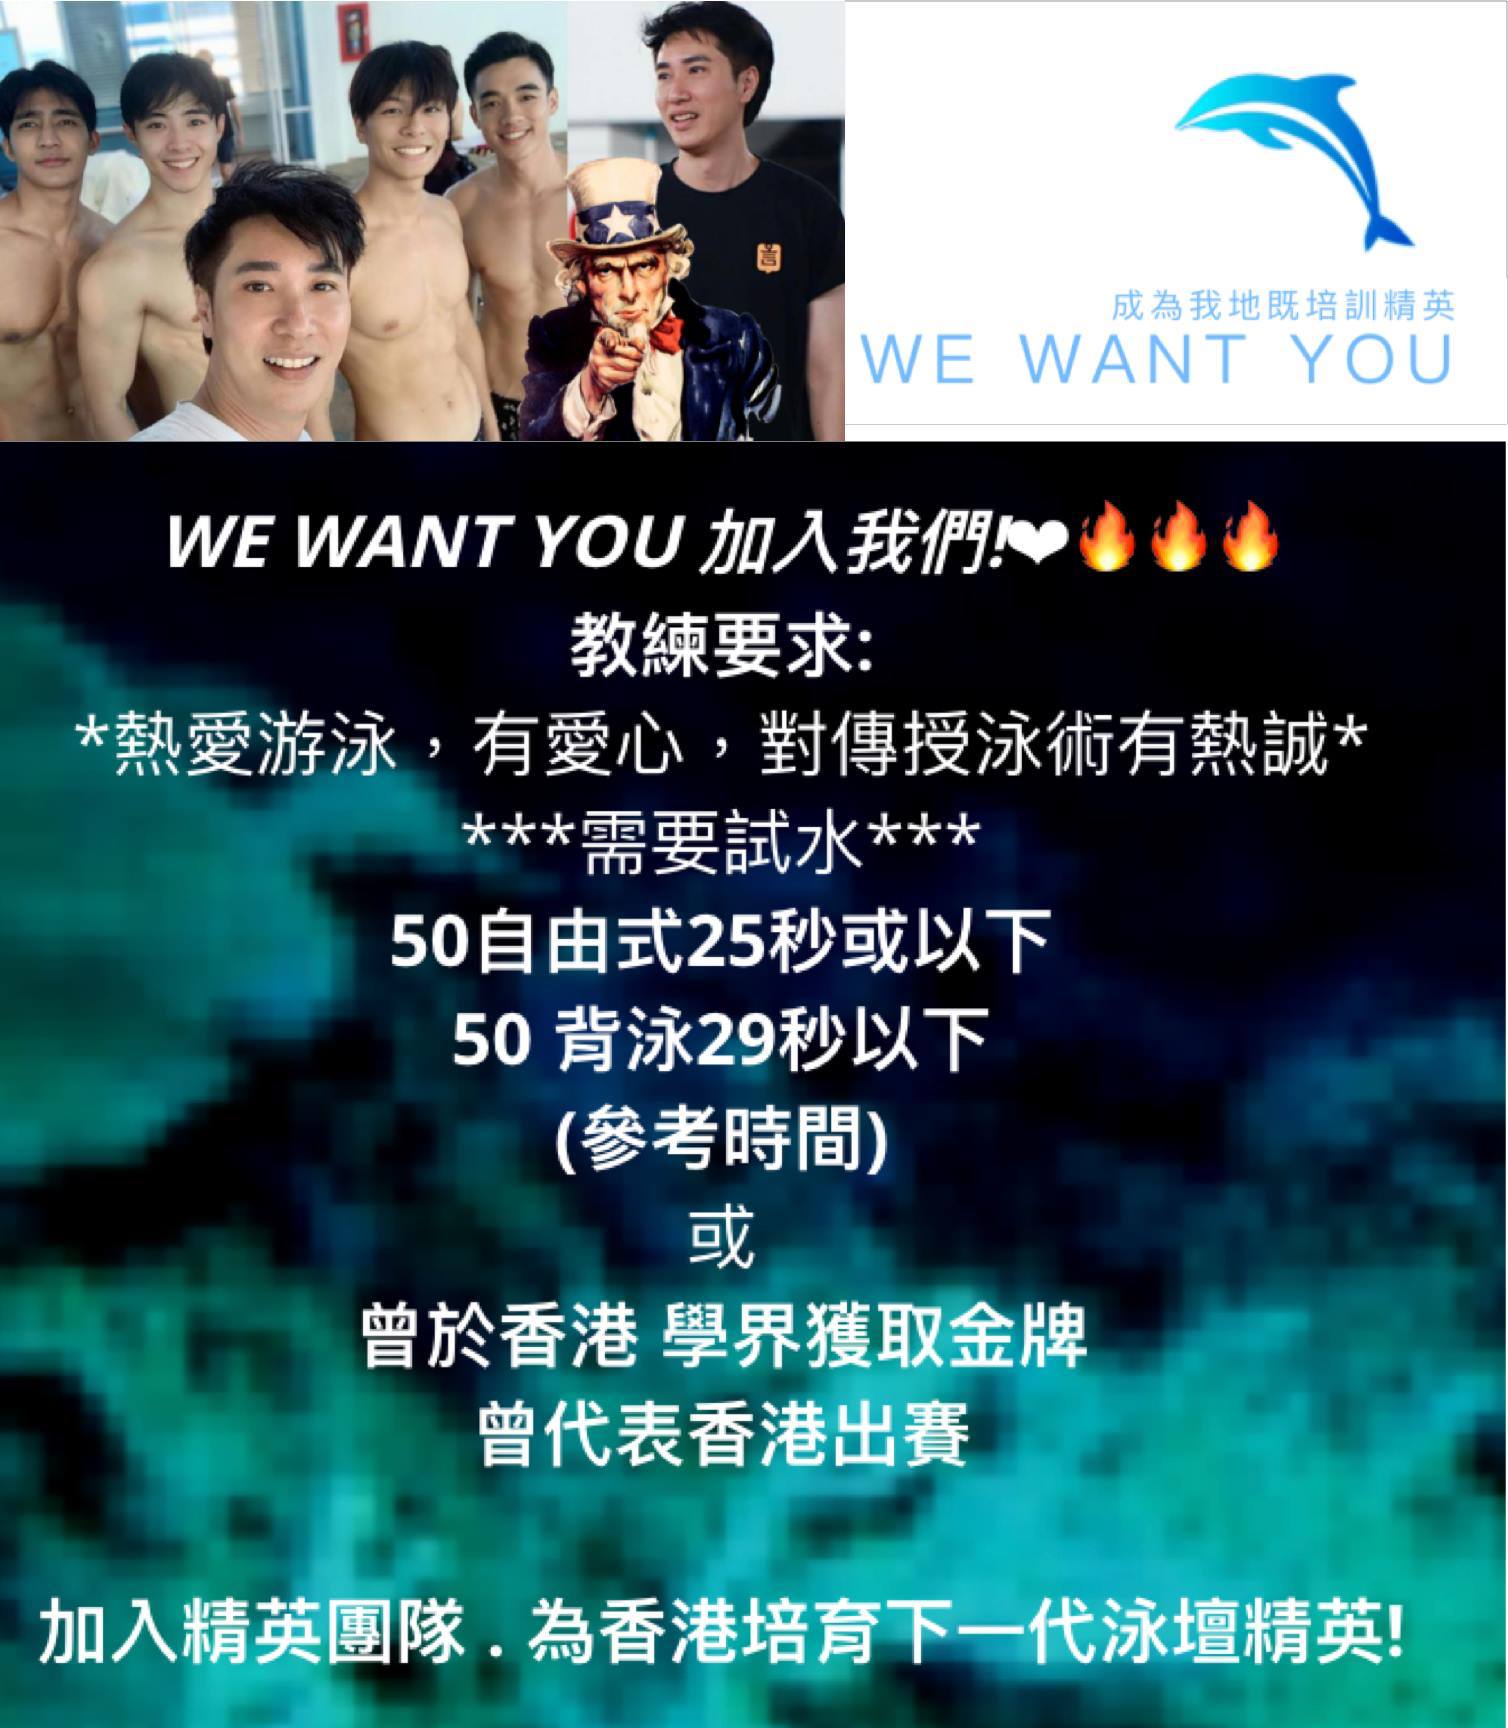 言
成為我地既培訓精英
WE WANT YOU
WE WANT YOU 加入我們!❤🔥🔥🔥
教練要求:
*熱愛游泳，有愛心，對傳授泳術有熱誠*
***需要試水***
50自由式25秒或以下
50 背泳29秒以下
(參考時間)
或
曾於香港 學界獲取金牌
曾代表香港出賽
加入精英團隊 . 為香港培育下一代泳壇精英!